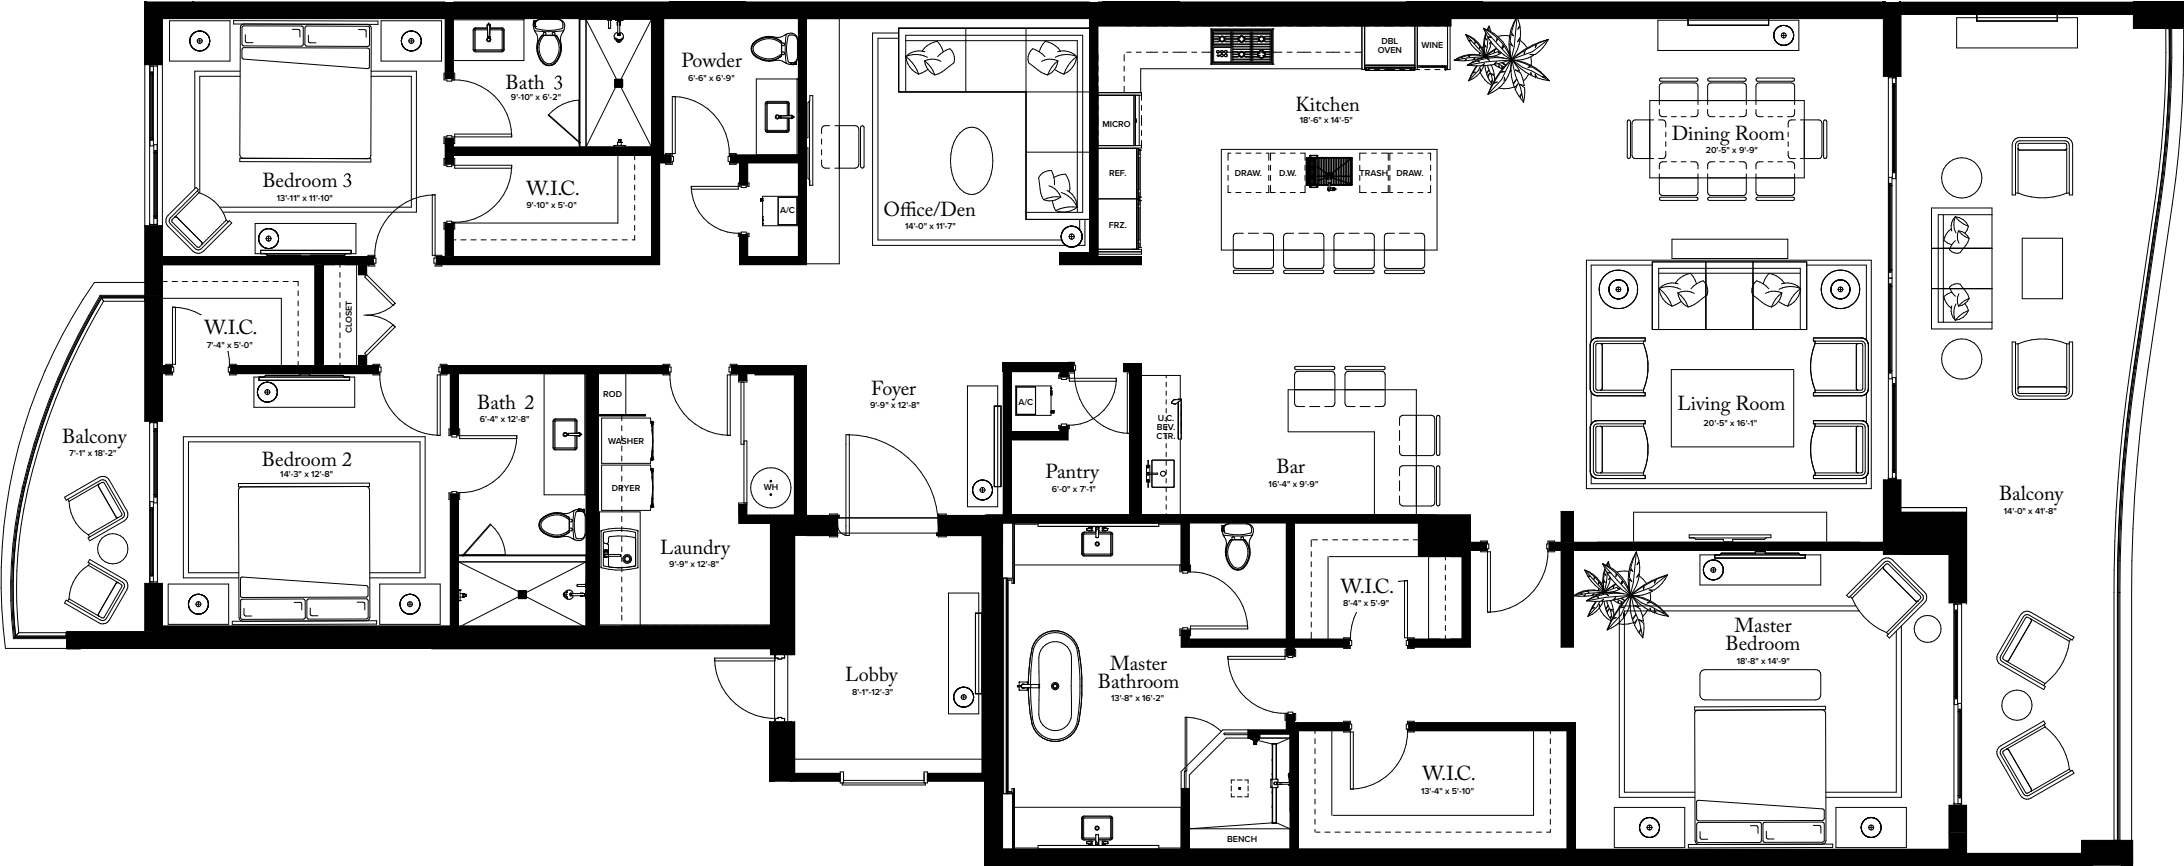 Bath 3
9'-10" x 6'-2"
Powder
6'-6" x 6'-9"
DBL
OVEN
WINE
Kitchen
18'-6" x 14'-5"
MICRO
Dining Room
20'-5" x 9'-9"
Bedroom 3
13'-11" x 11'-10"
W.I.C.
9'-10" x 5'-0"
A/C
Office/Den
14'-0" x 11'-7"
REF.
FRZ.
DRAW.
D.W.
TRASH
DRAW.
W.I.C.
7'-4" x 5'-0"
CLOSET
Balcony
7'-1" x 18'-2"
Bedroom 2
14'-3" x 12'-8"
Bath 2
6'-4" x 12'-8"
ROD
WASHER
DRYER
WH
Laundry
9'-9" x 12'-8"
Foyer
9'-9" x 12'-8"
A/C
Pantry
6'-0" x 7'-1"
U.C.
BEV.
CTR.
Bar
16'-4" x 9'-9"
Living Room
20'-5" x 16'-1"
Balcony
14'-0" x 41'-8"
Lobby
8'-1"-12'-3"
Master
Bathroom
13'-8" x 16'-2"
W.I.C.
8'-4" x 5'-9"
Master
Bedroom
18'-8" x 14'-9"
W.I.C.
13'-4" x 5'-10"
BENCH